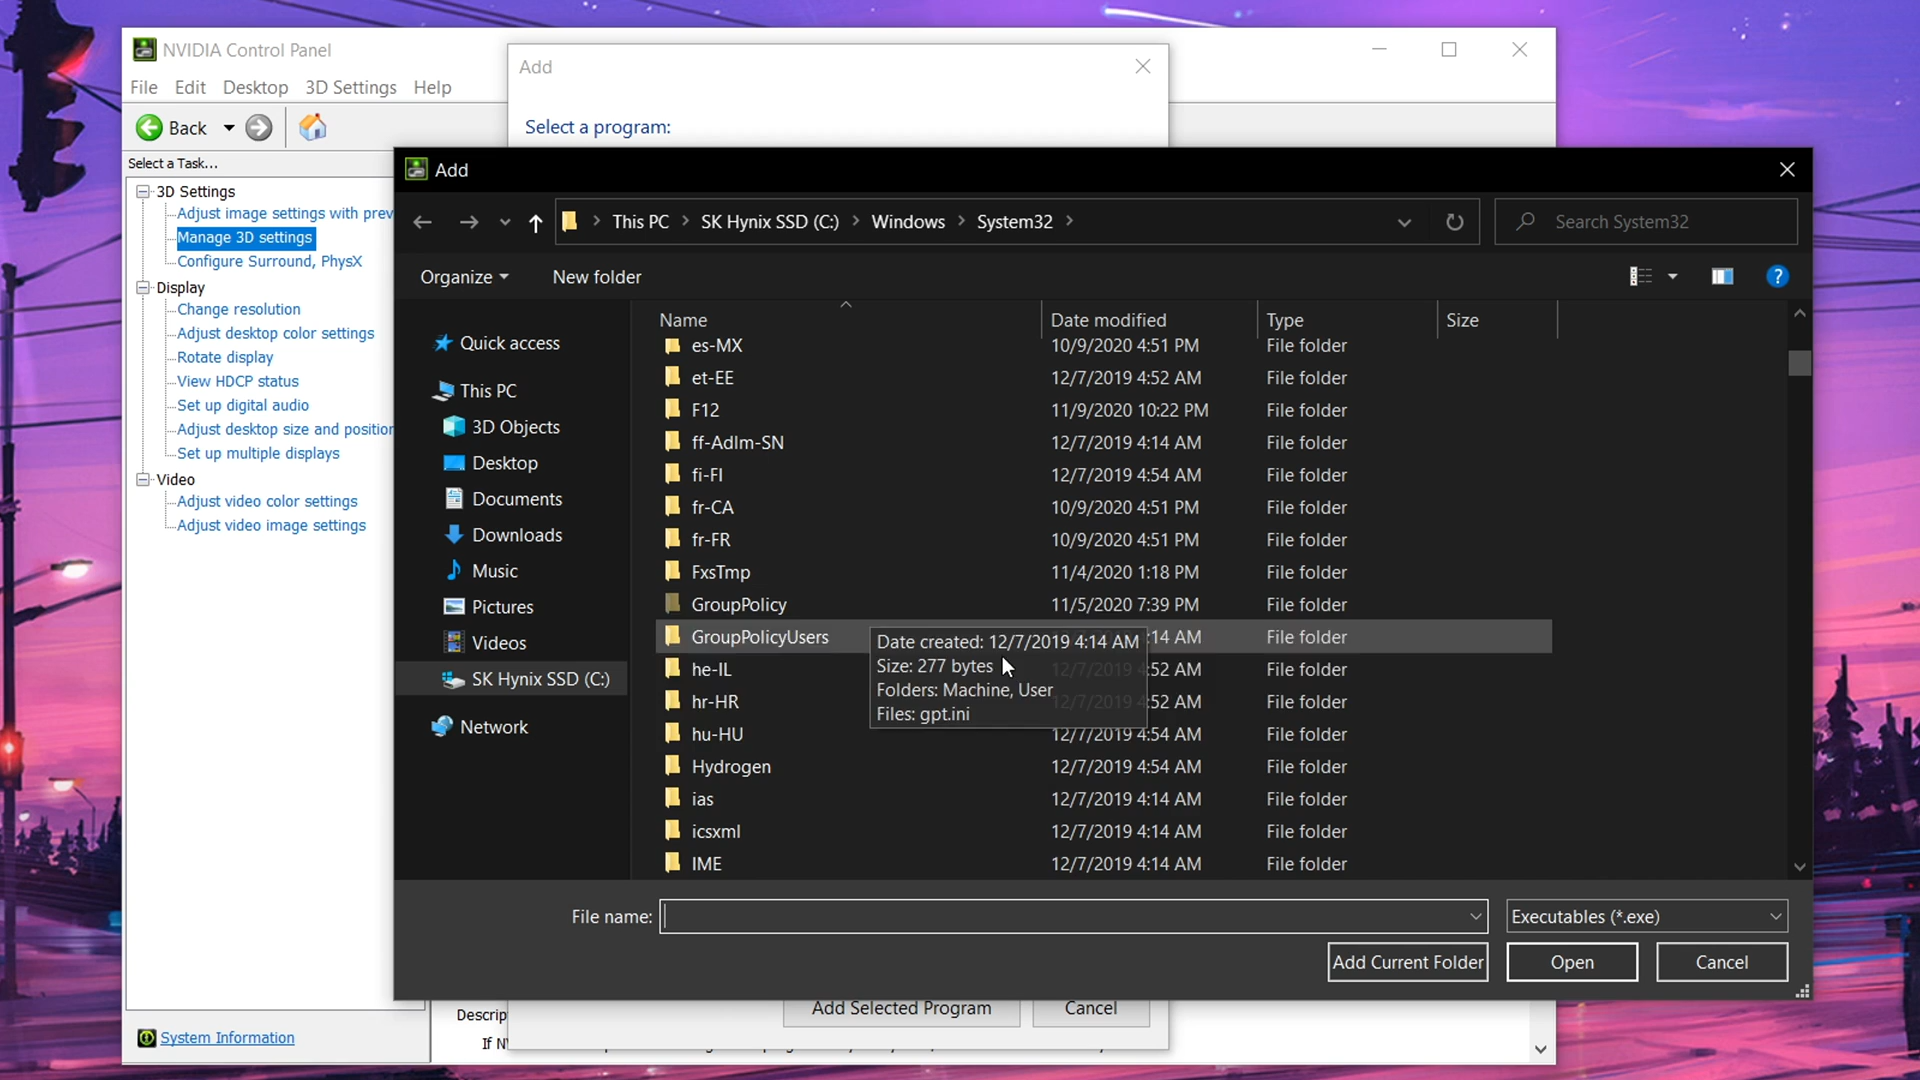 NVIDIA Control Panel
File Edit Desktop 3D Settings Help
Back
Select a Task...
3D Settings
Adjust image settings with prev
Manage 3D settings
Configure Surround, PhysX
Display
Change resolution
Adjust desktop color settings
Rotate display
View HDCP status
Set up digital audio
Adjust desktop size and position
Set up multiple displays
Video
Adjust video color settings
Adjust video image settings
System Information
Add
Select a program:
Add
This PC > SK Hynix SSD (C:) > Windows > System32 >
Search System32
Organize New folder
?
Quick access
This PC
3D Objects
Desktop
Documents
Downloads
Music
Pictures
Videos
SK Hynix SSD (C:)
Network
Name Date modified Type Size
es-MX 10/9/2020 4:51 PM File folder
et-EE 12/7/2019 4:52 AM File folder
F12 11/9/2020 10:22 PM File folder
ff-Adlm-SN 12/7/2019 4:14 AM File folder
fi-FI 12/7/2019 4:54 AM File folder
fr-CA 10/9/2020 4:51 PM File folder
fr-FR 10/9/2020 4:51 PM File folder
FxsTmp 11/4/2020 1:18 PM File folder
GroupPolicy 11/5/2020 7:39 PM File folder
GroupPolicyUsers :14 AM File folder
he-IL 12/7/2019 4:52 AM File folder
hr-HR 12/7/2019 4:52 AM File folder
hu-HU 12/7/2019 4:54 AM File folder
Hydrogen 12/7/2019 4:54 AM File folder
ias 12/7/2019 4:14 AM File folder
icsxml 12/7/2019 4:14 AM File folder
IME 12/7/2019 4:14 AM File folder
Date created: 12/7/2019 4:14 AM
Size: 277 bytes
Folders: Machine, User
Files: gpt.ini
File name: Executables (*.exe)
Add Current Folder Open Cancel
Add Selected Program Cancel
Descrip
If N